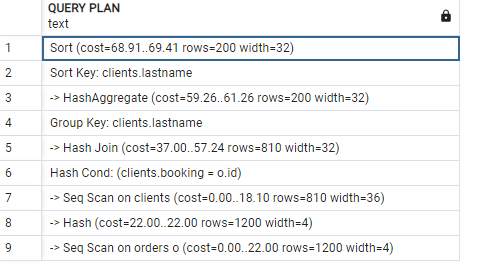 QUERY PLAN
text
1 Sort (cost=68.91..69.41 rows=200 width=32)
2 Sort Key: clients.lastname
3 -> HashAggregate (cost=59.26..61.26 rows=200 width=32)
4 Group Key: clients.lastname
5 -> Hash Join (cost=37.00..57.24 rows=810 width=32)
6 Hash Cond: (clients.booking = o.id)
7 -> Seq Scan on clients (cost=0.00..18.10 rows=810 width=36)
8 -> Hash (cost=22.00..22.00 rows=1200 width=4)
9 -> Seq Scan on orders o (cost=0.00..22.00 rows=1200 width=4)